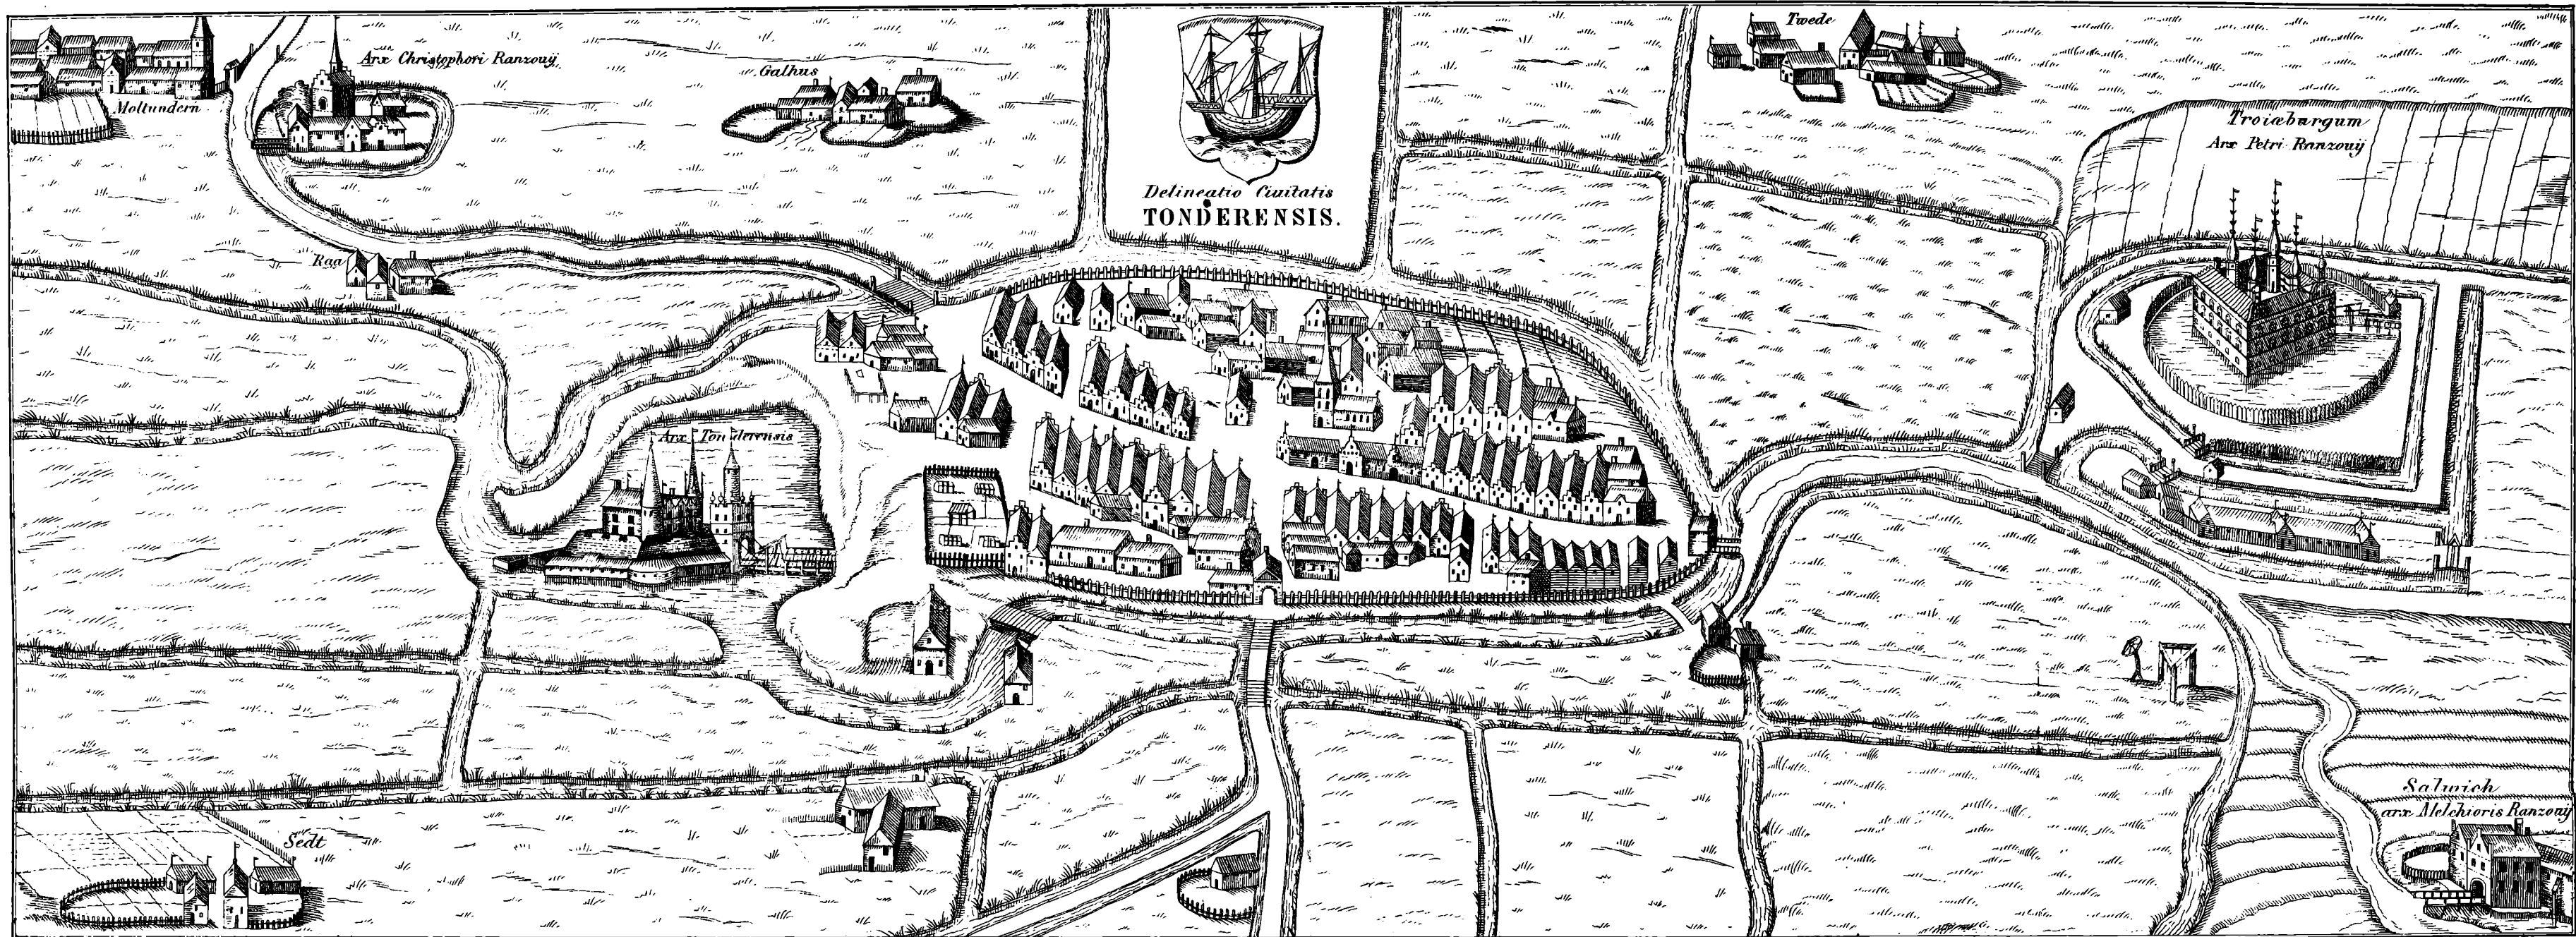 Twede
Arx Christophori Ranzouij
Galhus
Moltundern
Troiæburgum
Arx Petri Ranzouij
Delineatio Ciuitatis
TONDERENSIS.
Raa
Arx Tonderensis
Salwich
arx Melchioris Ranzouij
Sedt